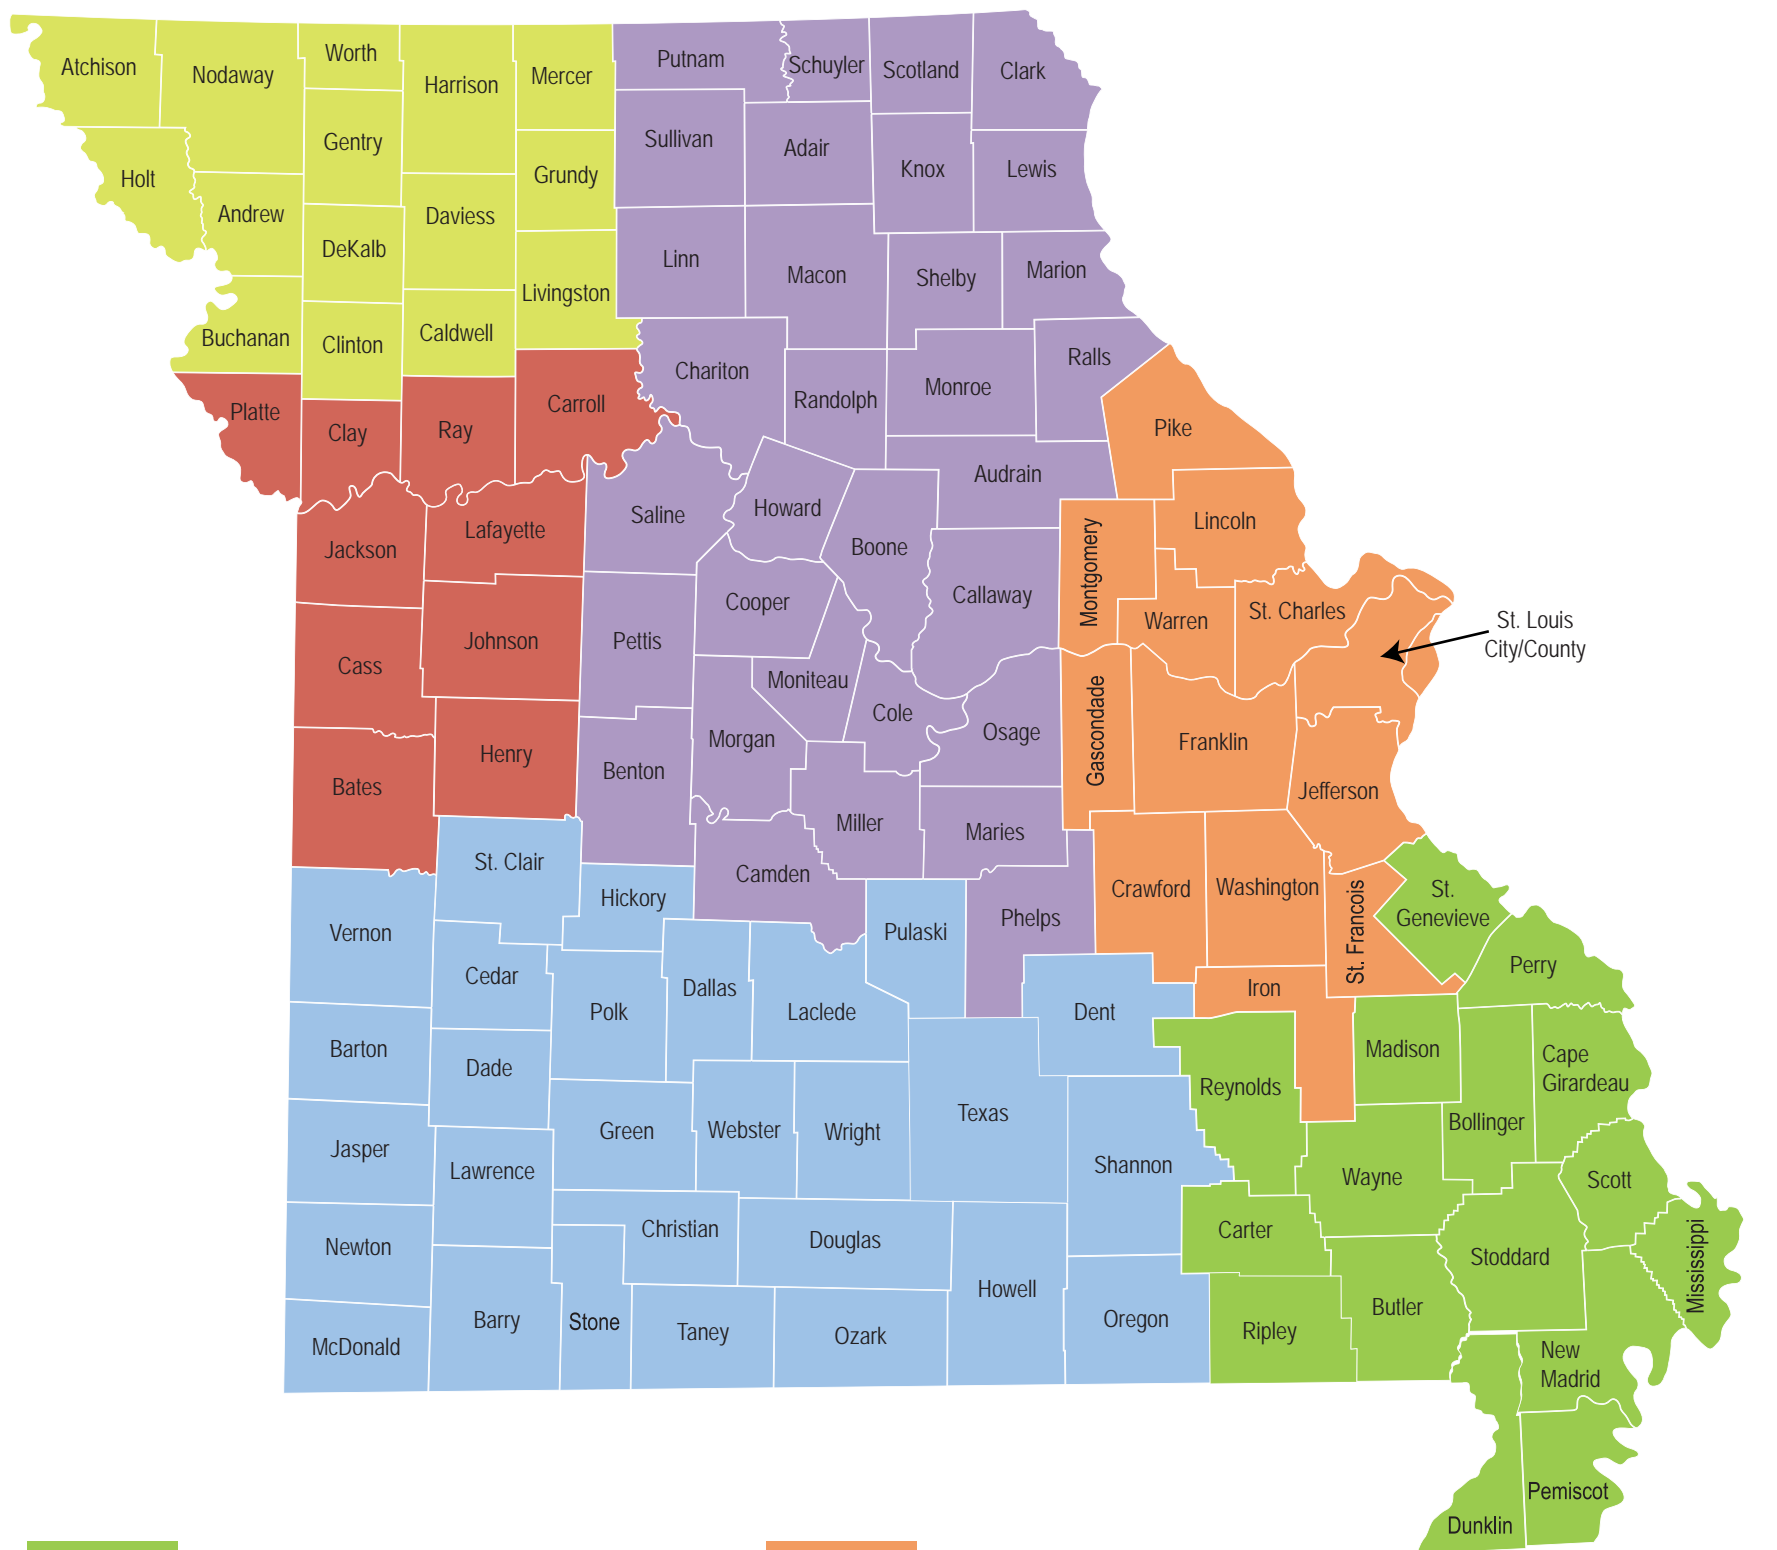 Atchison
Nodaway
Worth
Harrison
Mercer
Putnam
Schuyler
Scotland
Clark
Gentry
Sullivan
Adair
Knox
Lewis
Holt
Andrew
Grundy
DeKalb
Daviess
Linn
Macon
Shelby
Marion
Livingston
Buchanan
Clinton
Caldwell
Chariton
Randolph
Monroe
Ralls
Platte
Clay
Ray
Carroll
Pike
Audrain
Saline
Howard
Boone
Lincoln
Jackson
Lafayette
Montgomery
Callaway
Cooper
Warren
St. Charles
St. Louis
City/County
Cass
Johnson
Pettis
Moniteau
Cole
Morgan
Osage
Gasconade
Franklin
Henry
Benton
Bates
Jefferson
Miller
Maries
St. Clair
Camden
Hickory
Crawford
Washington
St. Francois
St.
Genevieve
Vernon
Pulaski
Phelps
Perry
Cedar
Polk
Dallas
Laclede
Dent
Iron
Barton
Dade
Madison
Cape
Girardeau
Reynolds
Texas
Bollinger
Jasper
Lawrence
Green
Webster
Wright
Shannon
Wayne
Scott
Newton
Christian
Douglas
Carter
Stoddard
Mississippi
Howell
McDonald
Barry
Stone
Taney
Ozark
Oregon
Ripley
Butler
New
Madrid
Pemiscot
Dunklin